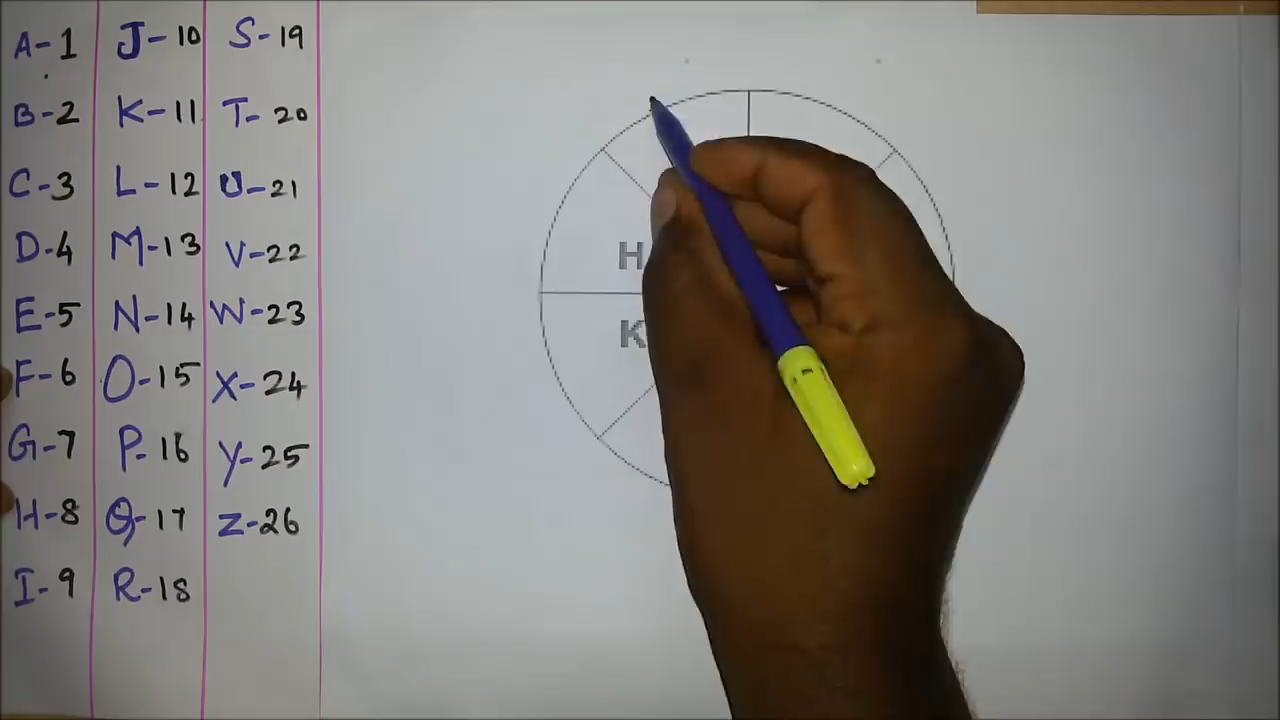 A-1 J-10 S-19
B-2 K-11 T-20
C-3 L-12 U-21
D-4 M-13 V-22
E-5 N-14 W-23
F-6 O-15 X-24
G-7 P-16 Y-25
H-8 Q-17 Z-26
I-9 R-18
H
K